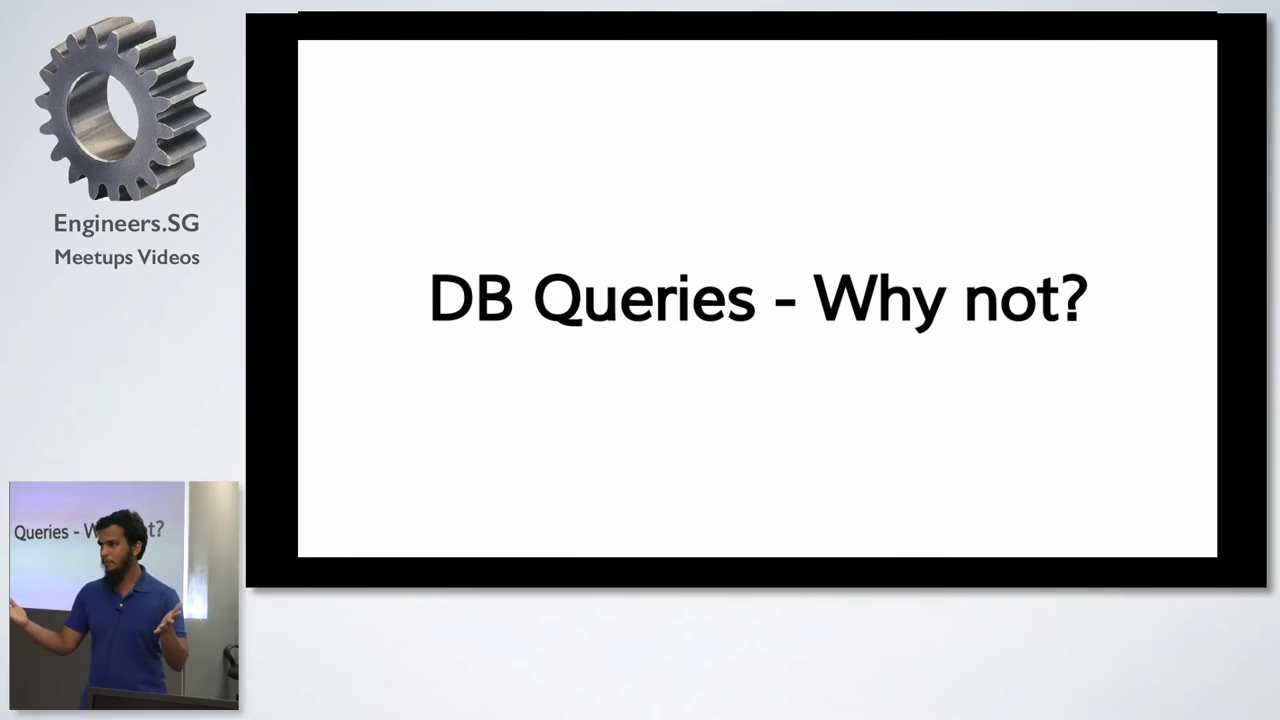 Engineers.SG
Meetups Videos
DB Queries - Why not?
Queries - W t?